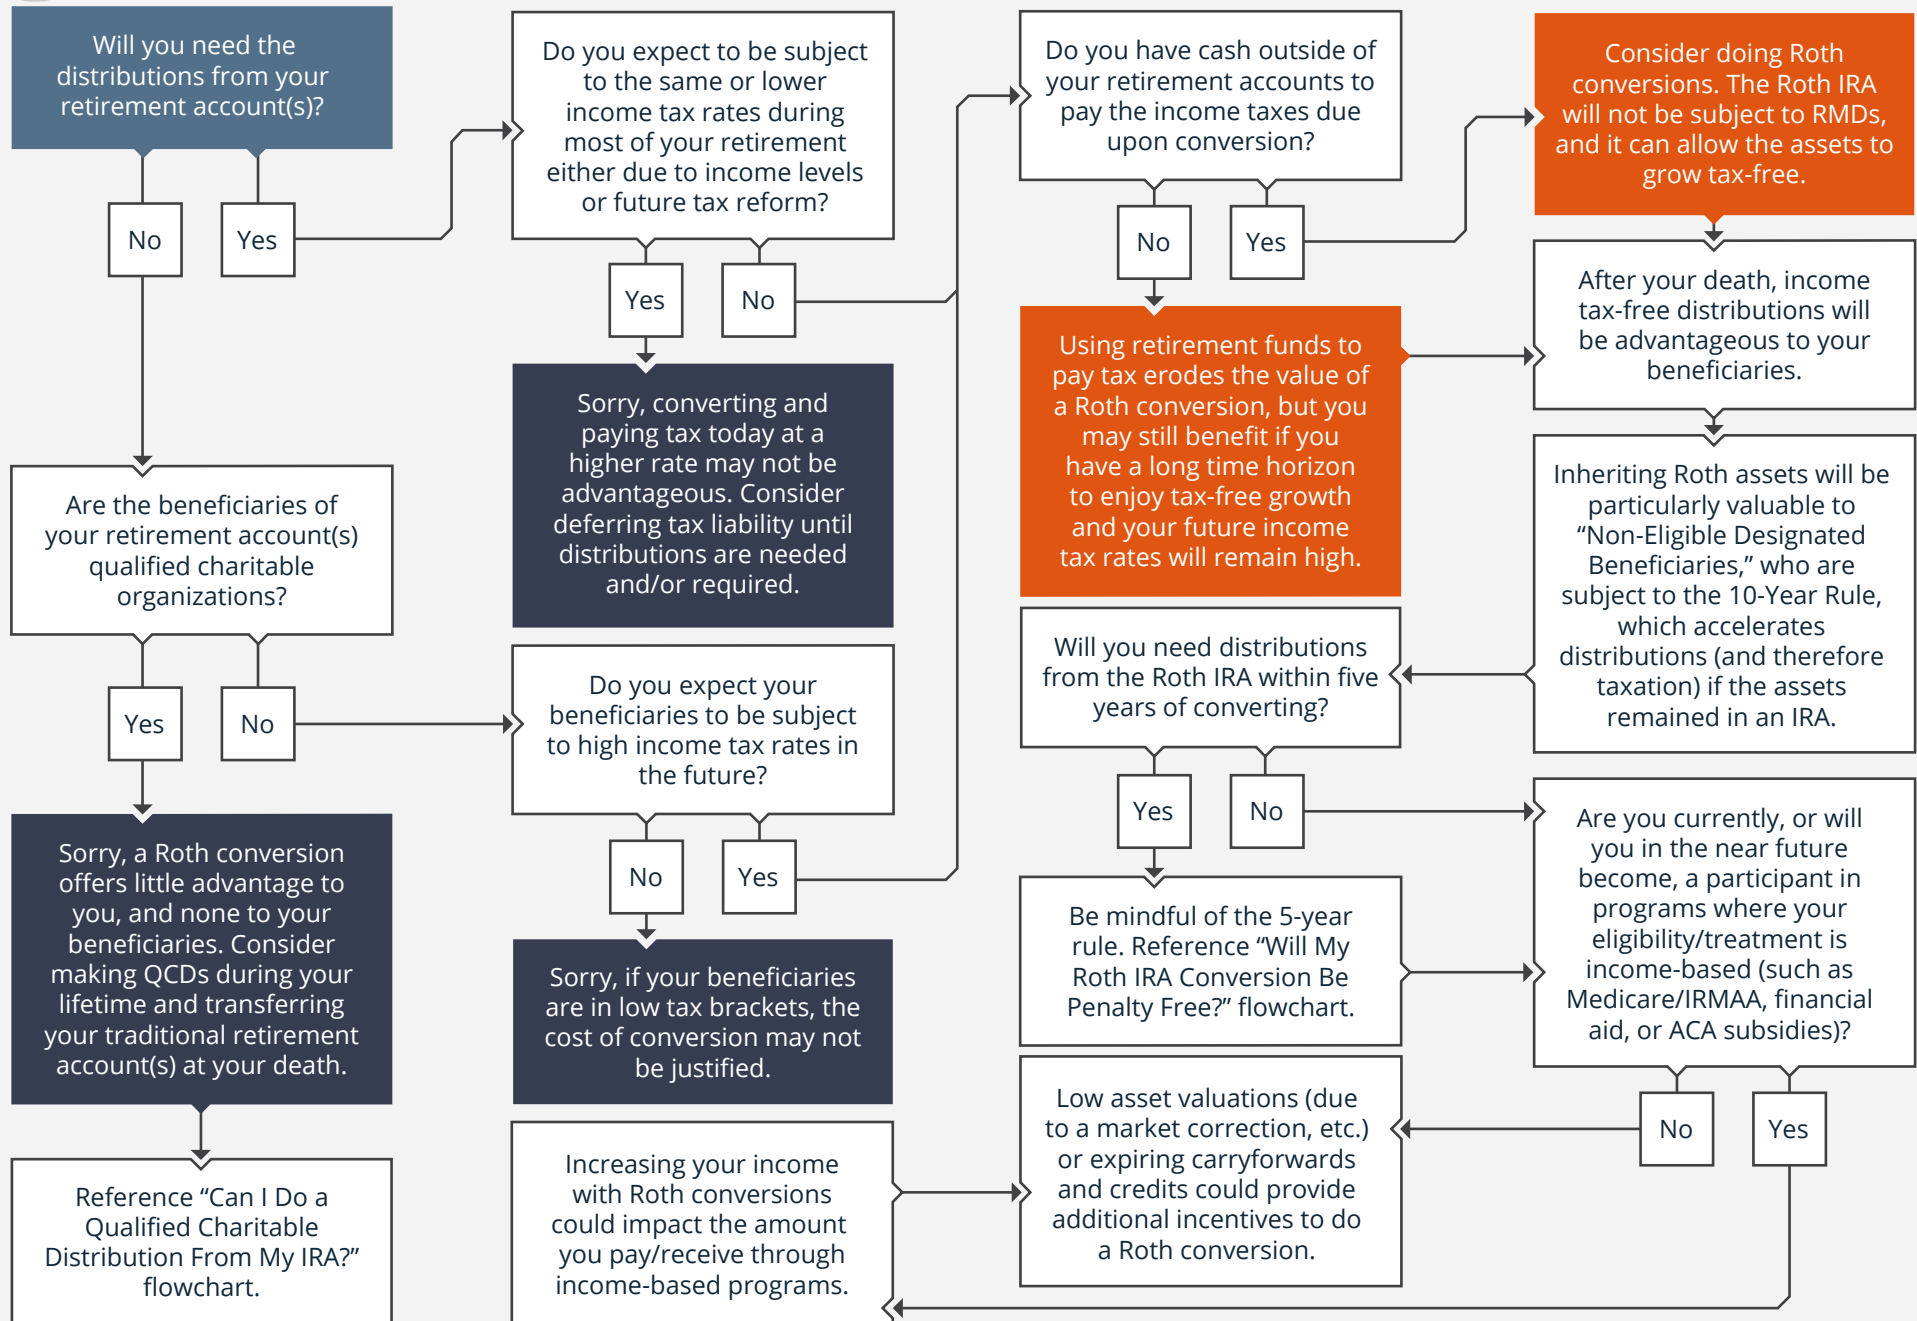 Will you need the
distributions from your
retirement account(s)?
No
Yes
Do you expect to be subject
to the same or lower
income tax rates during
most of your retirement
either due to income levels
or future tax reform?
Yes
No
Sorry, converting and
paying tax today at a
higher rate may not be
advantageous. Consider
deferring tax liability until
distributions are needed
and/or required.
Are the beneficiaries of
your retirement account(s)
qualified charitable
organizations?
Yes
No
Sorry, a Roth conversion
offers little advantage to
you, and none to your
beneficiaries. Consider
making QCDs during your
lifetime and transferring
your traditional retirement
account(s) at your death.
Reference “Can I Do a
Qualified Charitable
Distribution From My IRA?”
flowchart.
Do you expect your
beneficiaries to be subject
to high income tax rates in
the future?
No
Yes
Sorry, if your beneficiaries
are in low tax brackets, the
cost of conversion may not
be justified.
Do you have cash outside of
your retirement accounts to
pay the income taxes due
upon conversion?
No
Yes
Using retirement funds to
pay tax erodes the value of
a Roth conversion, but you
may still benefit if you
have a long time horizon
to enjoy tax-free growth
and your future income
tax rates will remain high.
Consider doing Roth
conversions. The Roth IRA
will not be subject to RMDs,
and it can allow the assets to
grow tax-free.
After your death, income
tax-free distributions will
be advantageous to your
beneficiaries.
Inheriting Roth assets will be
particularly valuable to
“Non-Eligible Designated
Beneficiaries,” who are
subject to the 10-Year Rule,
which accelerates
distributions (and therefore
taxation) if the assets
remained in an IRA.
Will you need distributions
from the Roth IRA within five
years of converting?
Yes
No
Be mindful of the 5-year
rule. Reference “Will My
Roth IRA Conversion Be
Penalty Free?” flowchart.
Are you currently, or will
you in the near future
become, a participant in
programs where your
eligibility/treatment is
income-based (such as
Medicare/IRMAA, financial
aid, or ACA subsidies)?
No
Yes
Increasing your income
with Roth conversions
could impact the amount
you pay/receive through
income-based programs.
Low asset valuations (due
to a market correction, etc.)
or expiring carryforwards
and credits could provide
additional incentives to do
a Roth conversion.